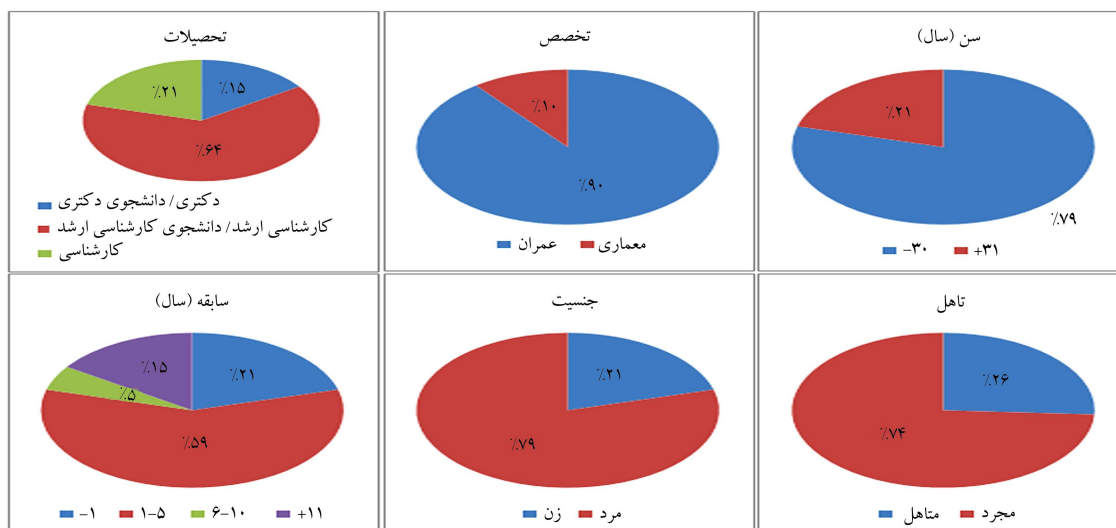 تحصیلات
٪۱۵
٪۲۱
٪۶۴
دکتری/ دانشجوی دکتری
کارشناسی ارشد/ دانشجوی کارشناسی ارشد
کارشناسی
تخصص
٪۱۰
٪۹۰
عمران معماری
سن (سال)
٪۲۱
٪۷۹
-۳۰ +۳۱
سابقه (سال)
٪۱۵
٪۲۱
٪۵
٪۵۹
-۱ ۱-۵ ۶-۱۰ +۱۱
جنسیت
٪۲۱
٪۷۹
زن مرد
تاهل
٪۲۶
٪۷۴
متاهل مجرد